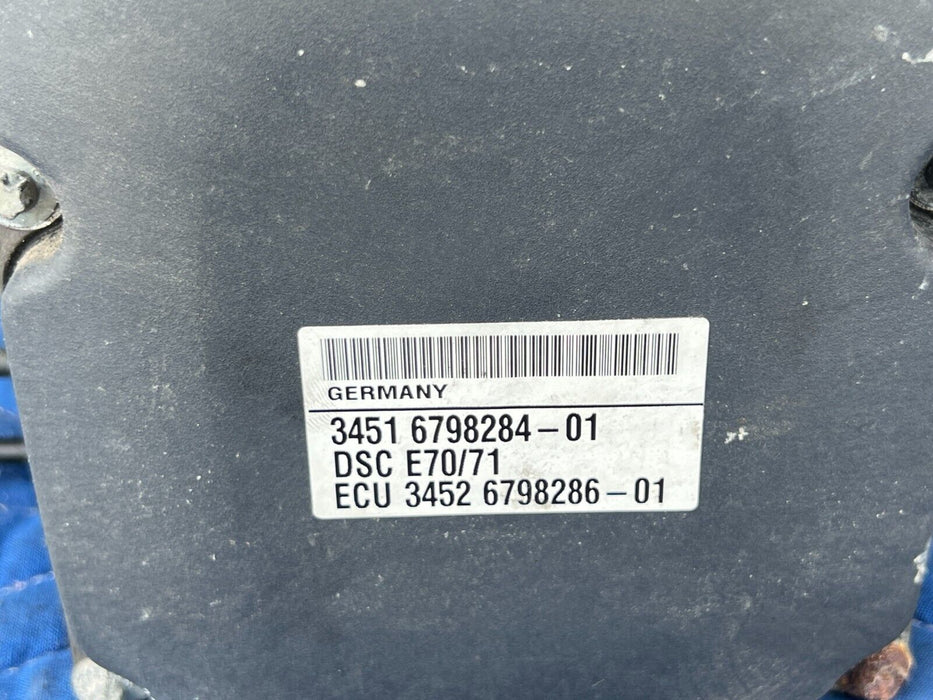 GERMANY
3451 6798284-01
DSC E70/71
ECU 3452 6798286-01